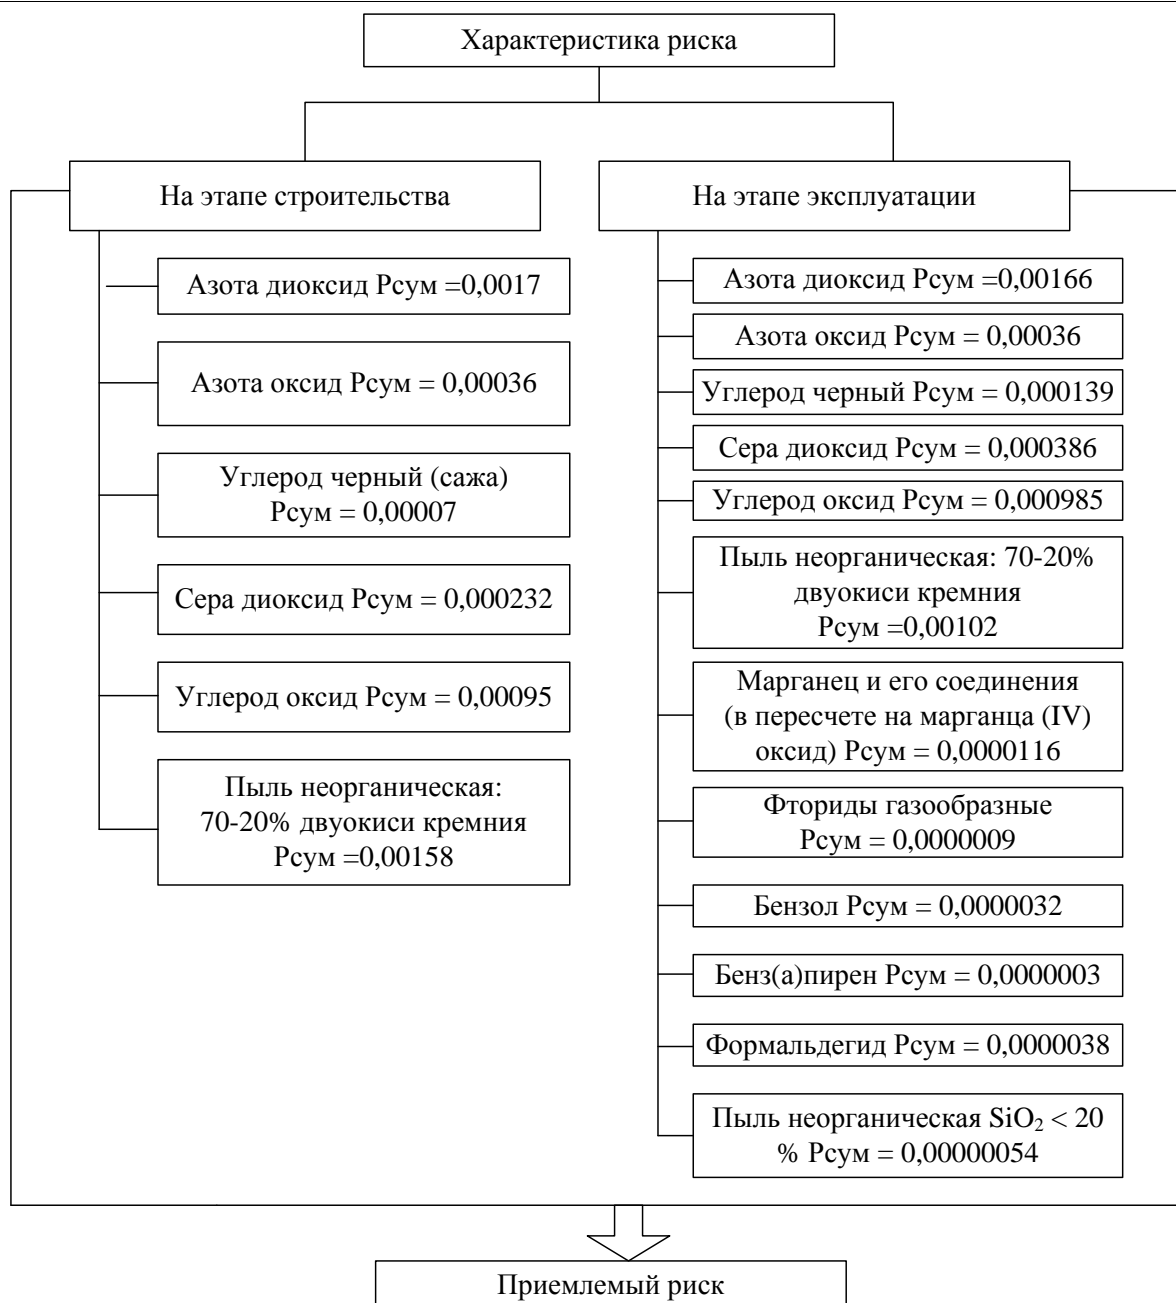 Характеристика риска
На этапе строительства
Азота диоксид Рсум =0,0017
Азота оксид Рсум = 0,00036
Углерод черный (сажа)
Рсум = 0,00007
Сера диоксид Рсум = 0,000232
Углерод оксид Рсум = 0,00095
Пыль неорганическая:
70-20% двуокиси кремния
Рсум =0,00158
На этапе эксплуатации
Азота диоксид Рсум =0,00166
Азота оксид Рсум = 0,00036
Углерод черный Рсум = 0,000139
Сера диоксид Рсум = 0,000386
Углерод оксид Рсум = 0,000985
Пыль неорганическая: 70-20%
двуокиси кремния
Рсум =0,00102
Марганец и его соединения
(в пересчете на марганца (IV)
оксид) Рсум = 0,0000116
Фториды газообразные
Рсум = 0,0000009
Бензол Рсум = 0,0000032
Бенз(а)пирен Рсум = 0,0000003
Формальдегид Рсум = 0,0000038
Пыль неорганическая SiO₂ < 20
% Рсум = 0,00000054
Приемлемый риск